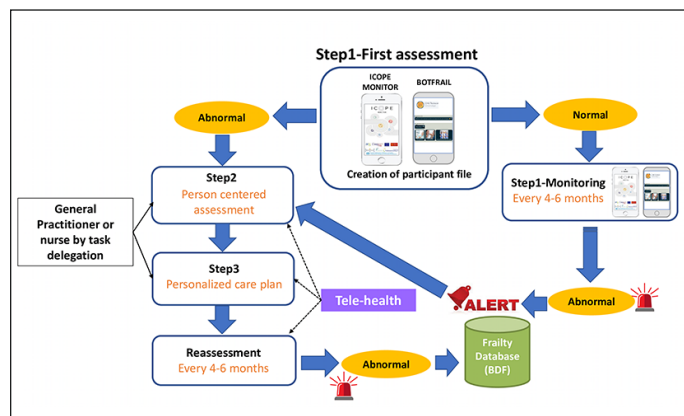 Step1-First assessment
ICOPE
MONITOR
BOTFRAIL
ICOPE
Creation of participant file
Abnormal
Normal
Step2
Person centered
assessment
Step1-Monitoring
Every 4-6 months
General
Practitioner or
nurse by task
delegation
Step3
Personalized care plan
Tele-health
ALERT
Abnormal
Reassessment
Every 4-6 months
Abnormal
Frailty
Database
(BDF)